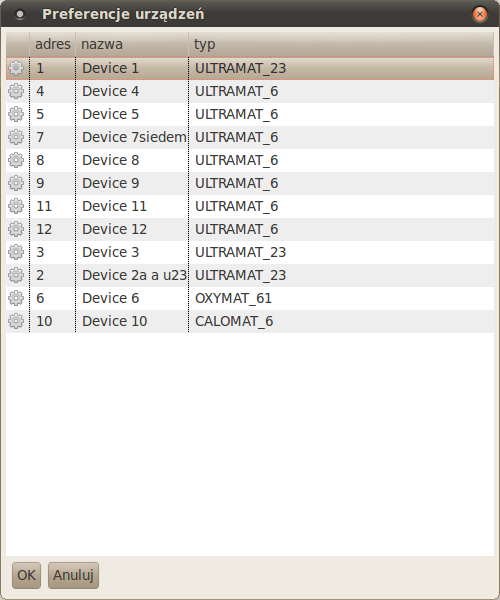 Preferencje urządzeń
adres nazwa typ
1 Device 1 ULTRAMAT_23
4 Device 4 ULTRAMAT_6
5 Device 5 ULTRAMAT_6
7 Device 7siedem ULTRAMAT_6
8 Device 8 ULTRAMAT_6
9 Device 9 ULTRAMAT_6
11 Device 11 ULTRAMAT_6
12 Device 12 ULTRAMAT_6
3 Device 3 ULTRAMAT_23
2 Device 2a a u23 ULTRAMAT_23
6 Device 6 OXYMAT_61
10 Device 10 CALOMAT_6
OK Anuluj